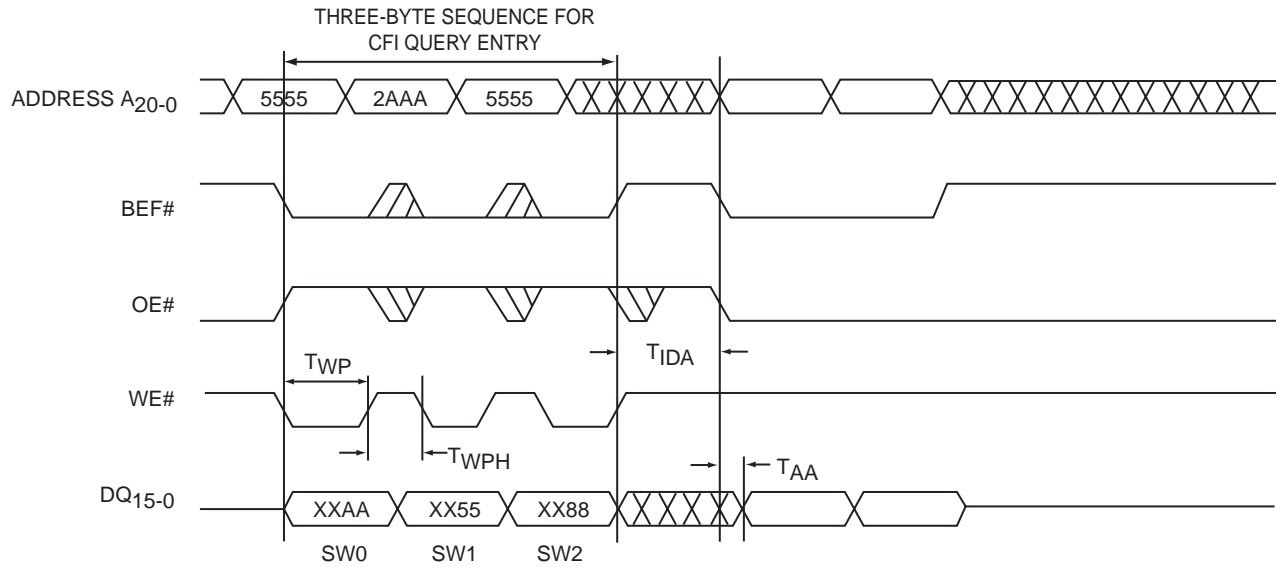 THREE-BYTE SEQUENCE FOR
CFI QUERY ENTRY
ADDRESS A20-0
5555
2AAA
5555
BEF#
OE#
TIDA
TWP
WE#
TWPH
TAA
DQ15-0
XXAA
XX55
XX88
SW0
SW1
SW2